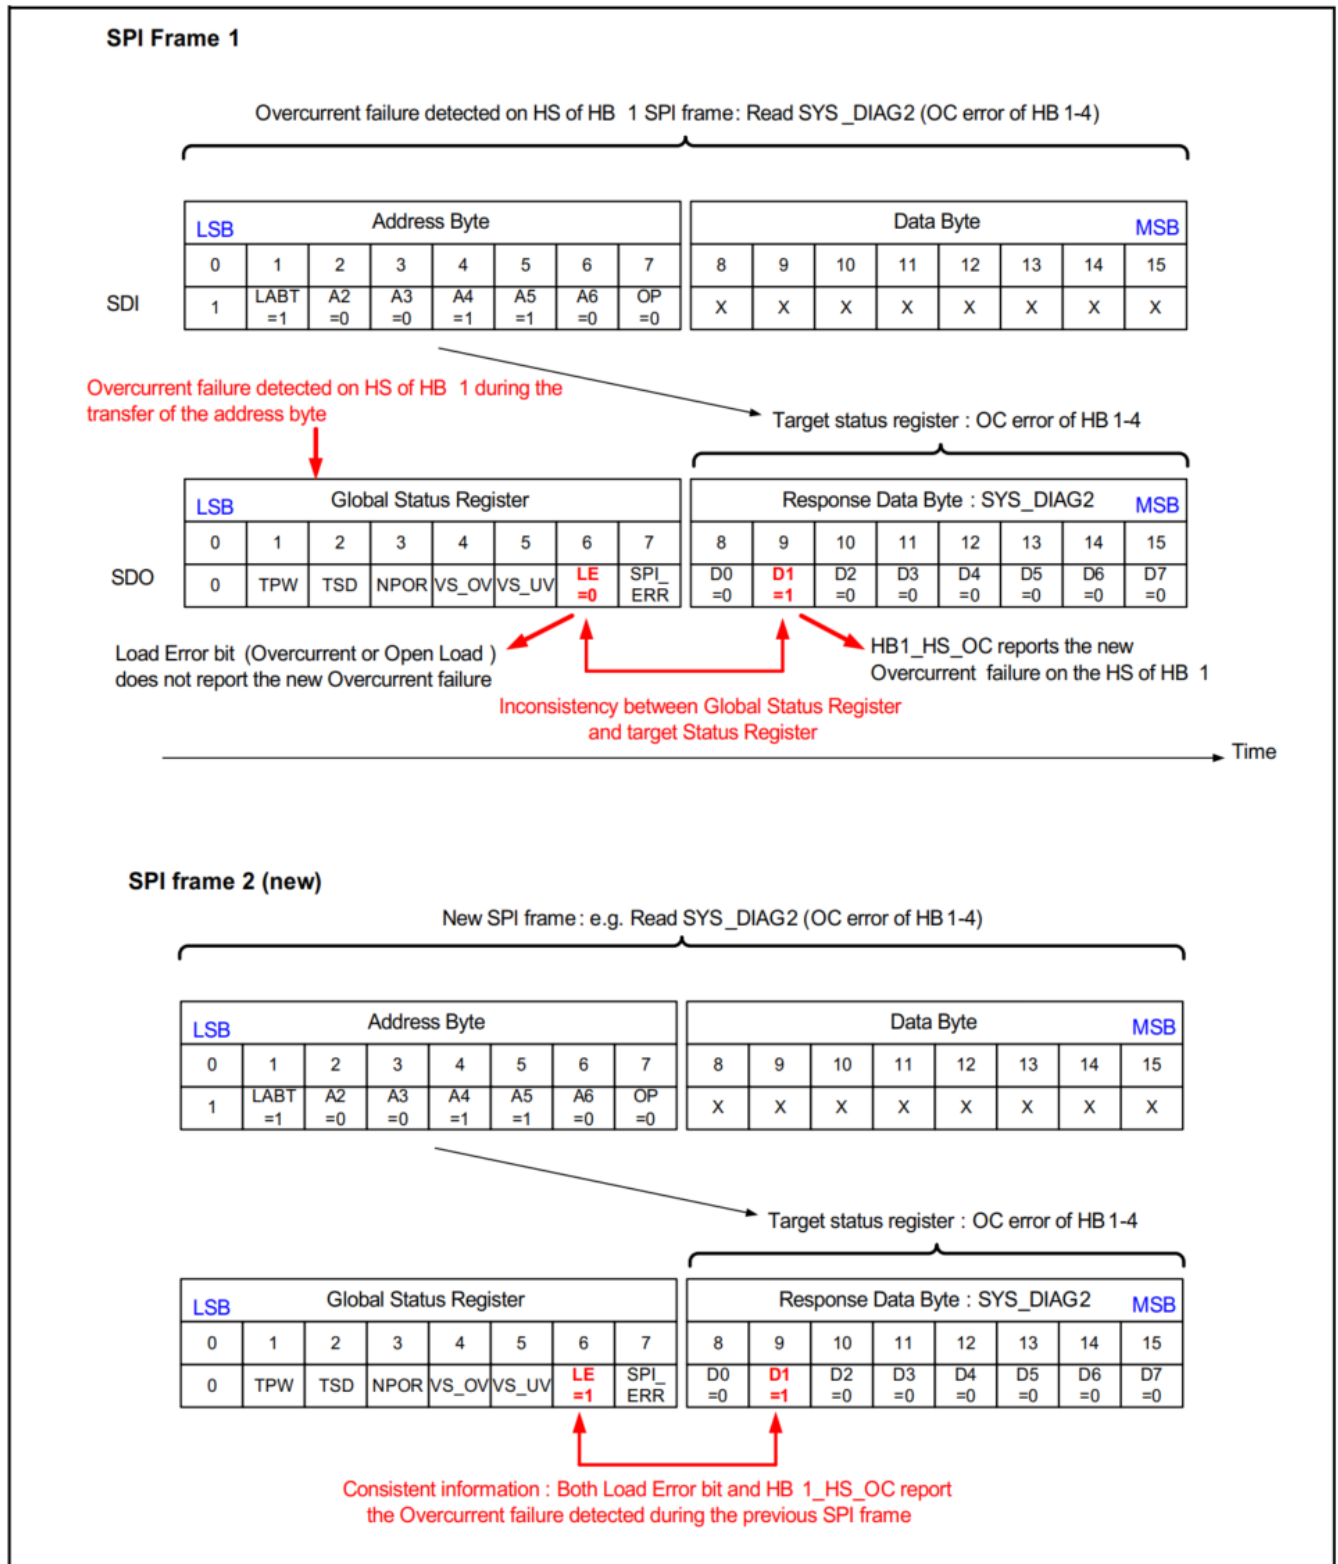 SPI Frame 1
Overcurrent failure detected on HS of HB 1 SPI frame: Read SYS_DIAG2 (OC error of HB 1-4)
LSB Address Byte Data Byte MSB
0 1 2 3 4 5 6 7 8 9 10 11 12 13 14 15
SDI 1 LABT =1 A2 =0 A3 =0 A4 =1 A5 =1 A6 =0 OP =0 X X X X X X X X
Overcurrent failure detected on HS of HB 1 during the
transfer of the address byte
Target status register : OC error of HB 1-4
LSB Global Status Register Response Data Byte : SYS_DIAG2 MSB
0 1 2 3 4 5 6 7 8 9 10 11 12 13 14 15
SDO 0 TPW TSD NPOR VS_OV VS_UV LE =0 SPI_ ERR D0 =0 D1 =1 D2 =0 D3 =0 D4 =0 D5 =0 D6 =0 D7 =0
Load Error bit (Overcurrent or Open Load )
does not report the new Overcurrent failure
HB1_HS_OC reports the new
Overcurrent failure on the HS of HB 1
Inconsistency between Global Status Register
and target Status Register
Time
SPI frame 2 (new)
New SPI frame : e.g. Read SYS_DIAG2 (OC error of HB 1-4)
LSB Address Byte Data Byte MSB
0 1 2 3 4 5 6 7 8 9 10 11 12 13 14 15
1 LABT =1 A2 =0 A3 =0 A4 =1 A5 =1 A6 =0 OP =0 X X X X X X X X
Target status register : OC error of HB 1-4
LSB Global Status Register Response Data Byte : SYS_DIAG2 MSB
0 1 2 3 4 5 6 7 8 9 10 11 12 13 14 15
0 TPW TSD NPOR VS_OV VS_UV LE =1 SPI_ ERR D0 =0 D1 =1 D2 =0 D3 =0 D4 =0 D5 =0 D6 =0 D7 =0
Consistent information : Both Load Error bit and HB 1_HS_OC report
the Overcurrent failure detected during the previous SPI frame